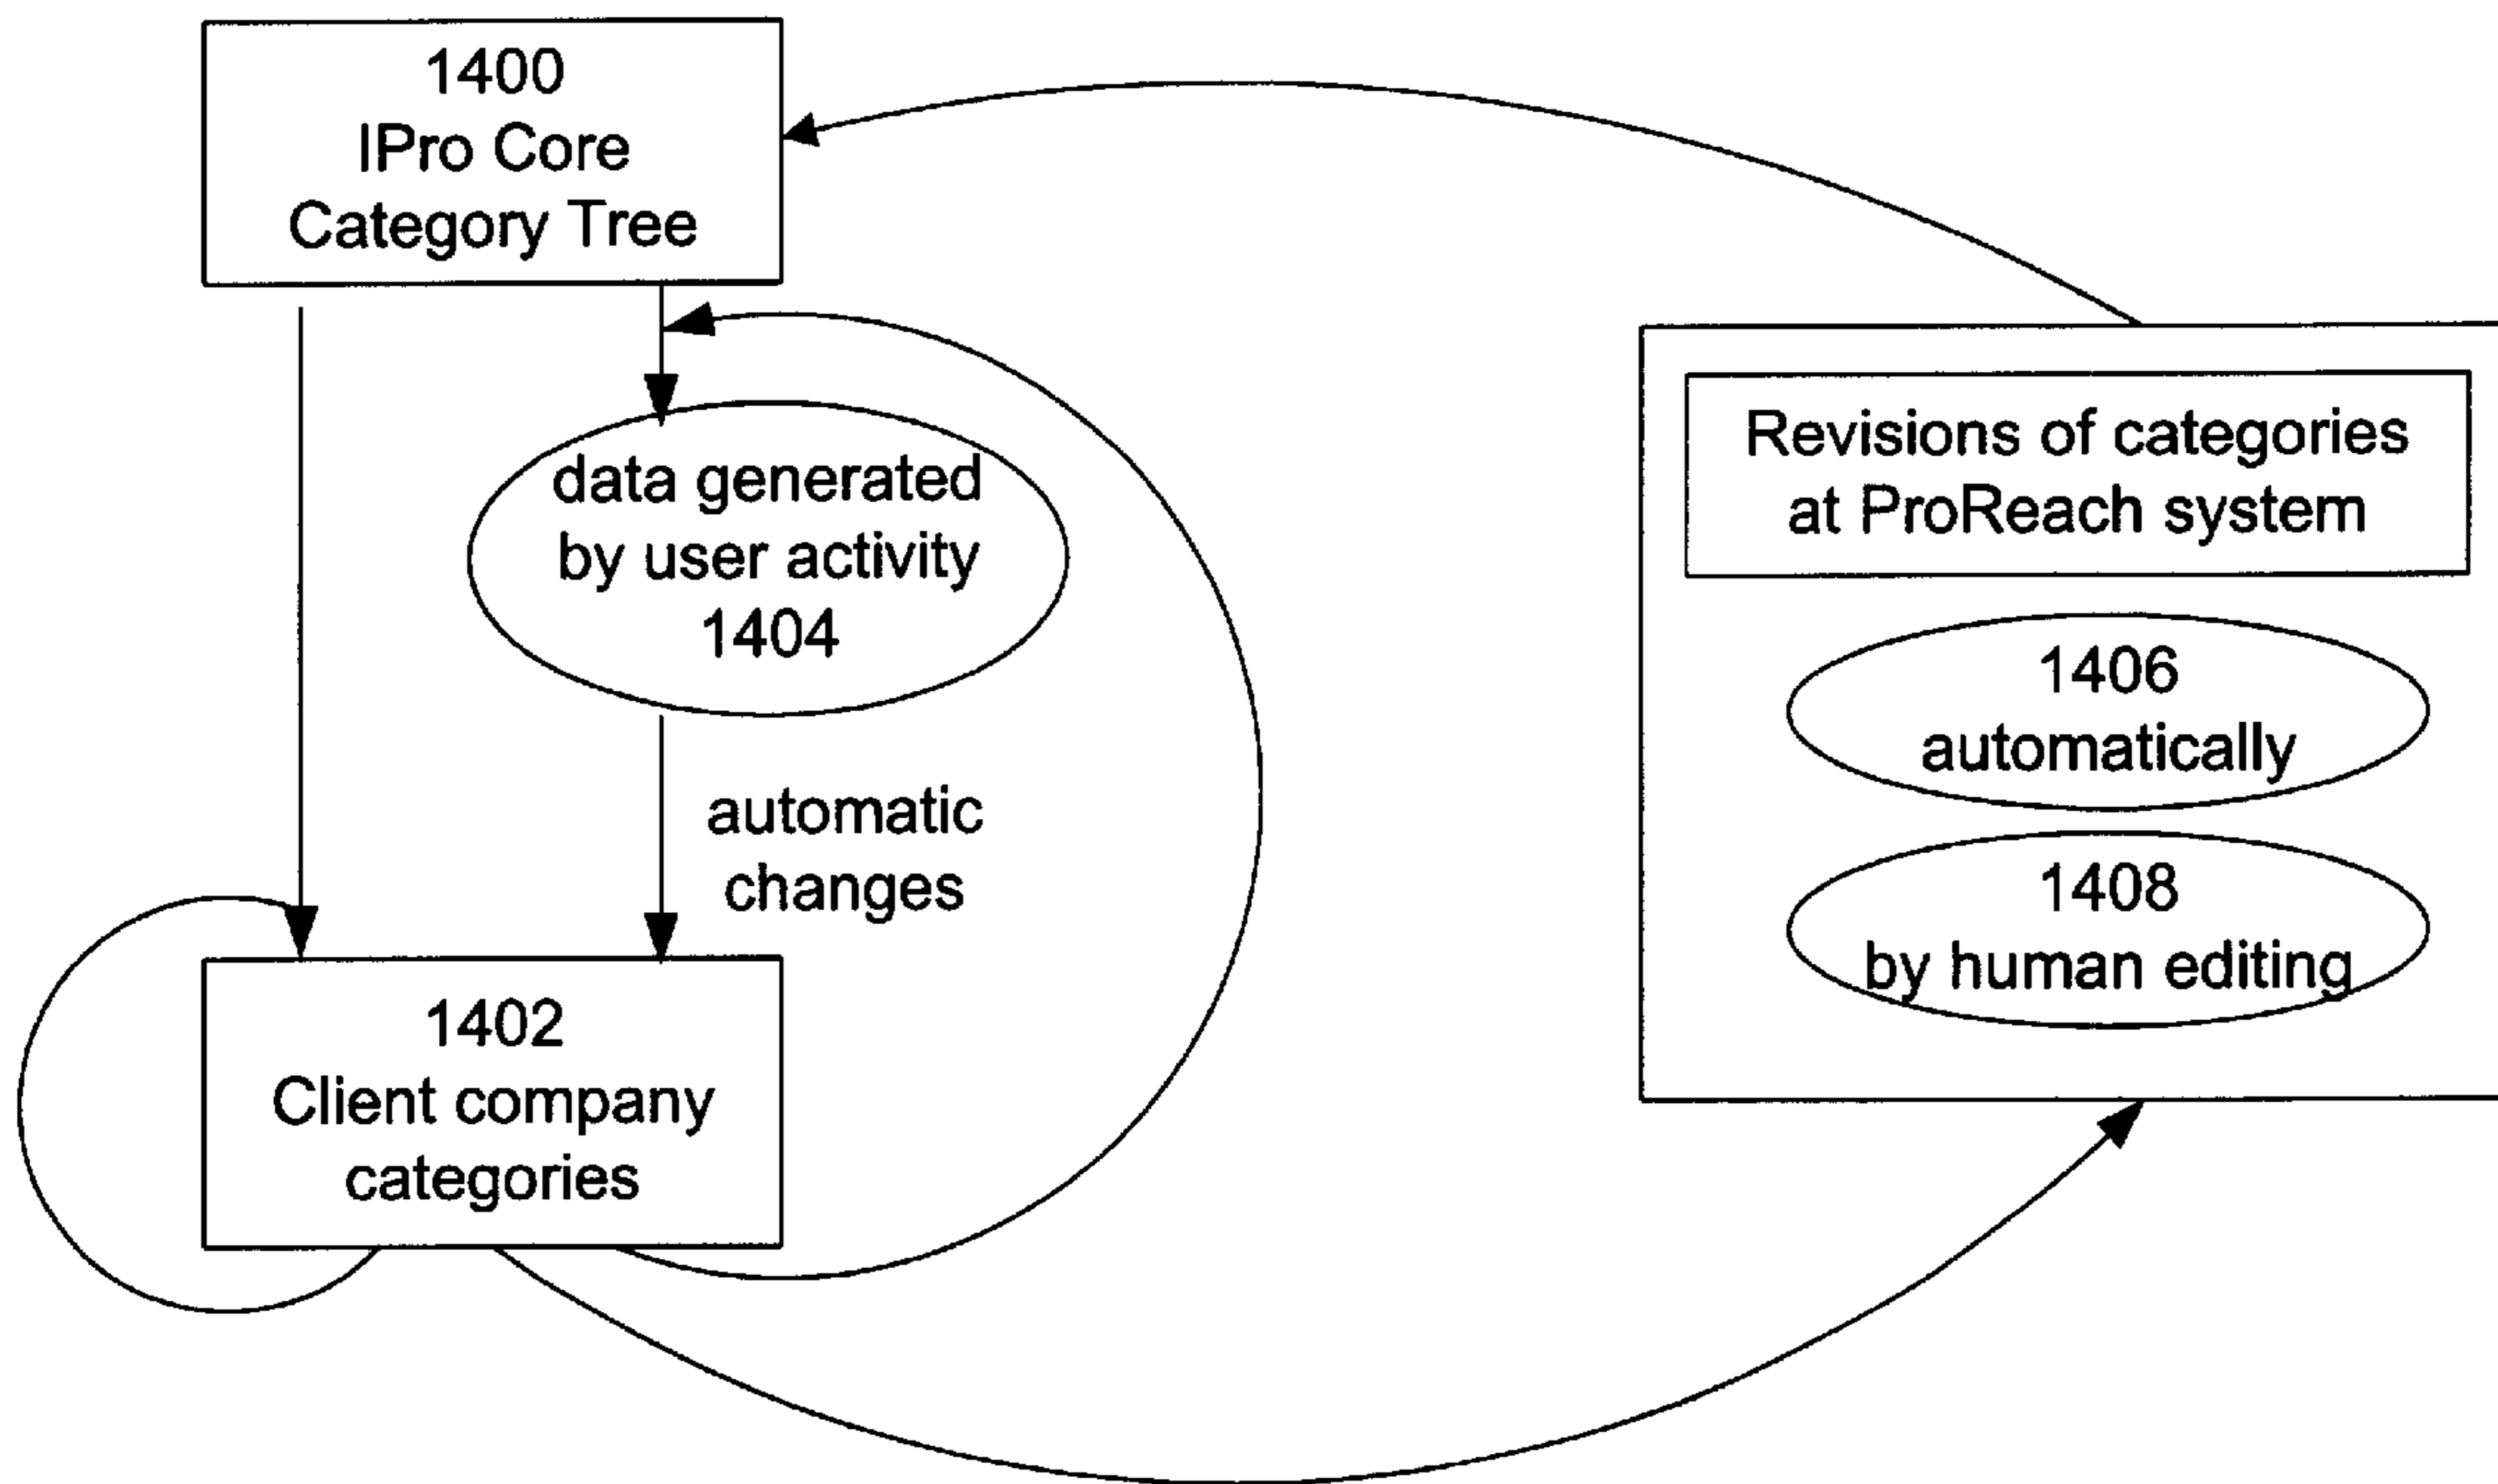 1400
IPro Core
Category Tree
data generated
by user activity
1404
automatic
changes
1402
Client company
categories
Revisions of categories
at ProReach system
1406
automatically
1408
by human editing